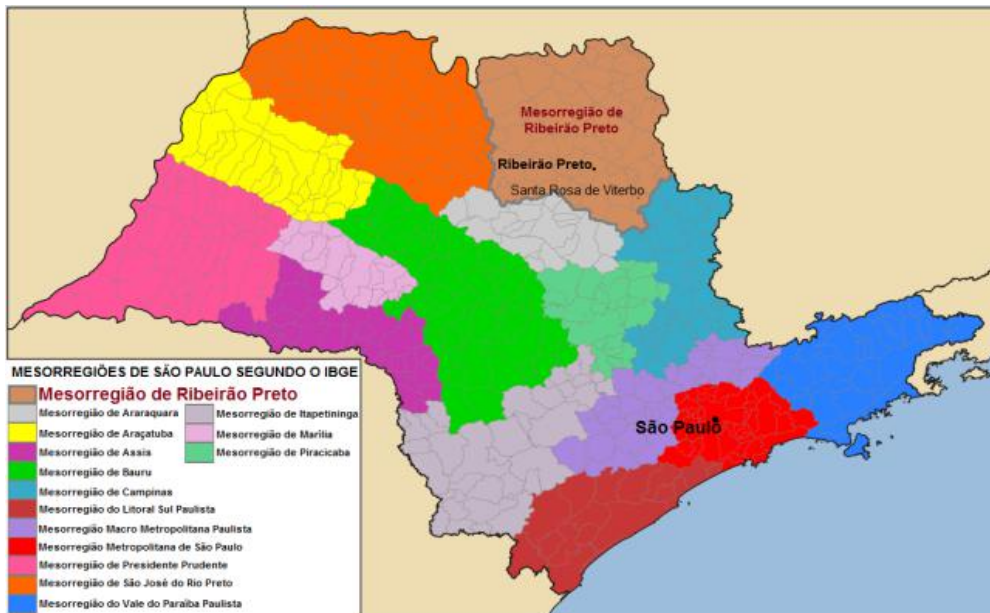 Mesorregião de
Ribeirão Preto
Ribeirão Preto.
Santa Rosa de Viterbo
São Paulo
MESORREGIÕES DE SÃO PAULO SEGUNDO O IBGE
Mesorregião de Ribeirão Preto
Mesorregião de Araraquara
Mesorregião de Araçatuba
Mesorregião de Assis
Mesorregião de Bauru
Mesorregião de Campinas
Mesorregião do Litoral Sul Paulista
Mesorregião Macro Metropolitana Paulista
Mesorregião Metropolitana de São Paulo
Mesorregião de Presidente Prudente
Mesorregião de São José do Rio Preto
Mesorregião do Vale do Paraíba Paulista
Mesorregião de Itapetininga
Mesorregião de Marília
Mesorregião de Piracicaba